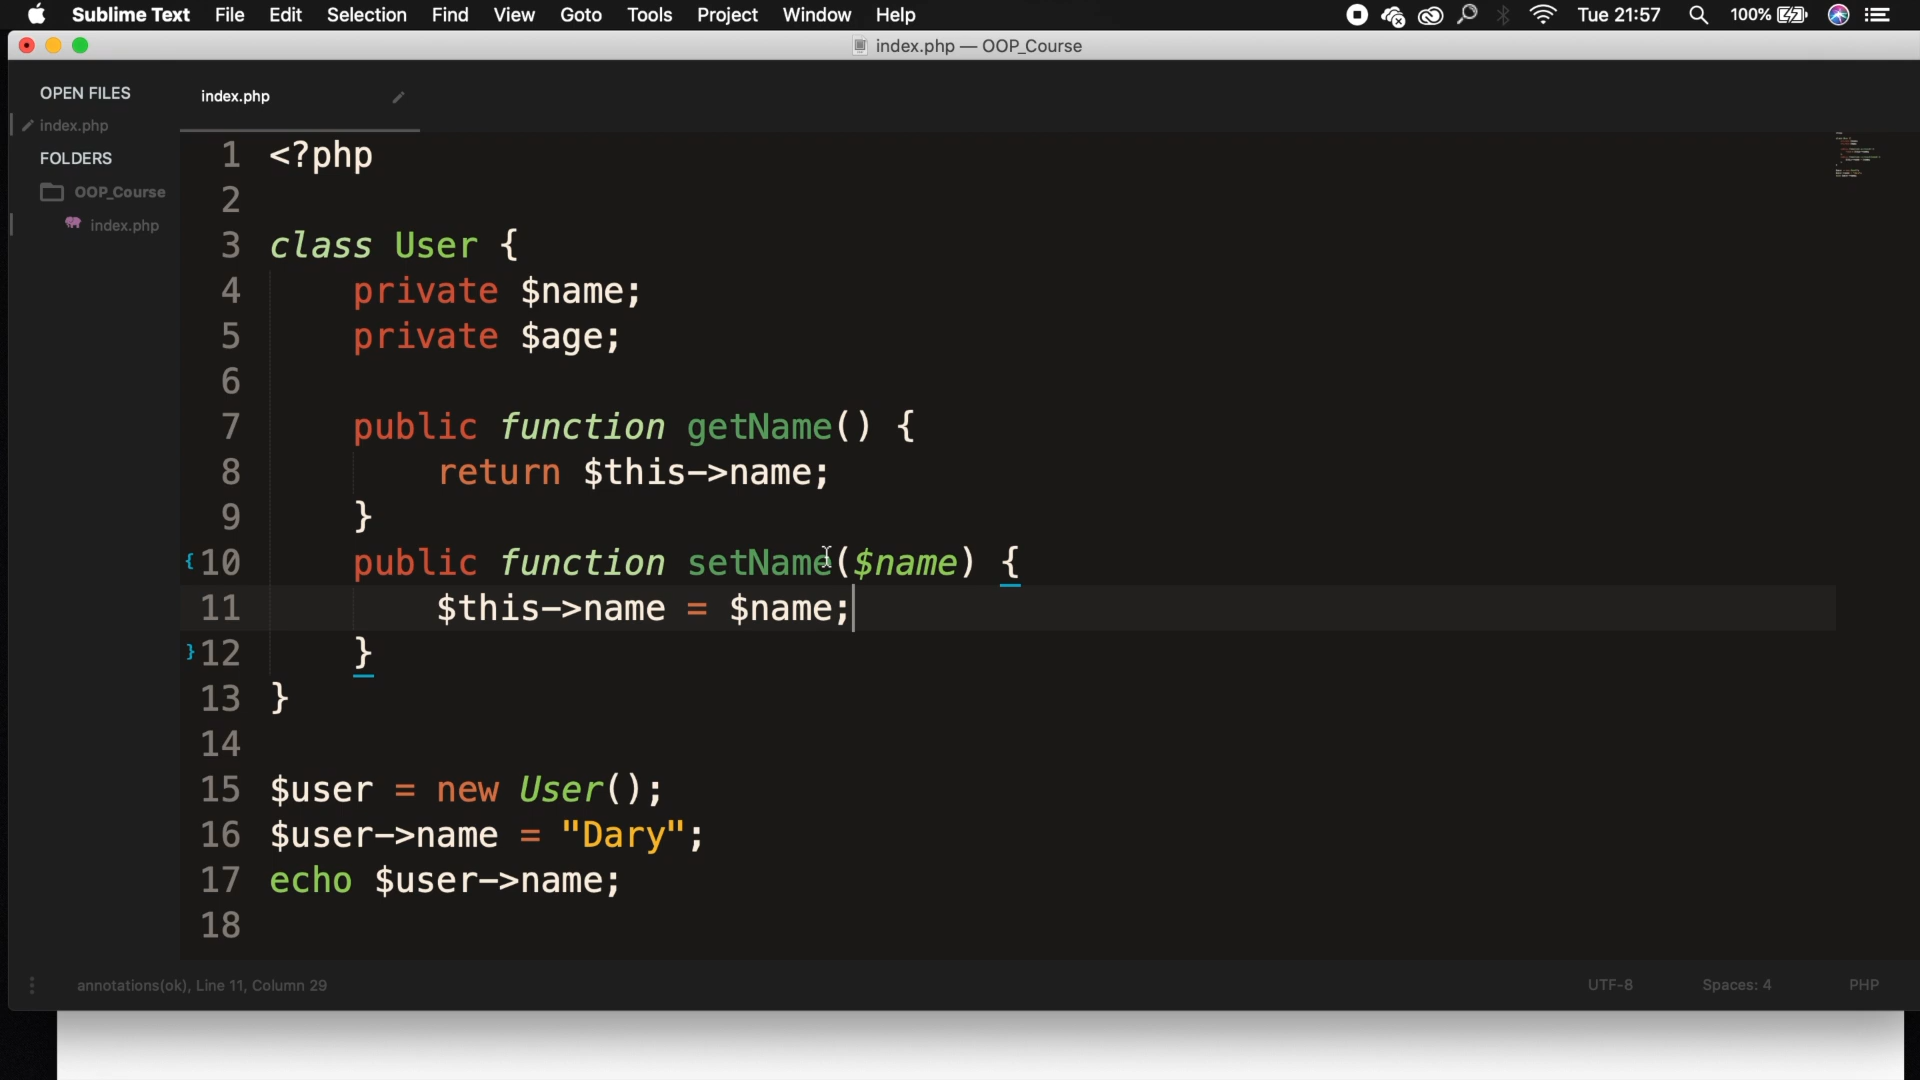 Sublime Text File Edit Selection Find View Goto Tools Project Window Help Tue 21:57 100%
index.php — OOP_Course
OPEN FILES
index.php
FOLDERS
OOP_Course
index.php
index.php
1 <?php
2
3 class User {
4 private $name;
5 private $age;
6
7 public function getName() {
8 return $this->name;
9 }
{ 10 public function setName($name) {
11 $this->name = $name;
} 12 }
13 }
14
15 $user = new User();
16 $user->name = "Dary";
17 echo $user->name;
18
annotations(ok), Line 11, Column 29 UTF-8 Spaces: 4 PHP